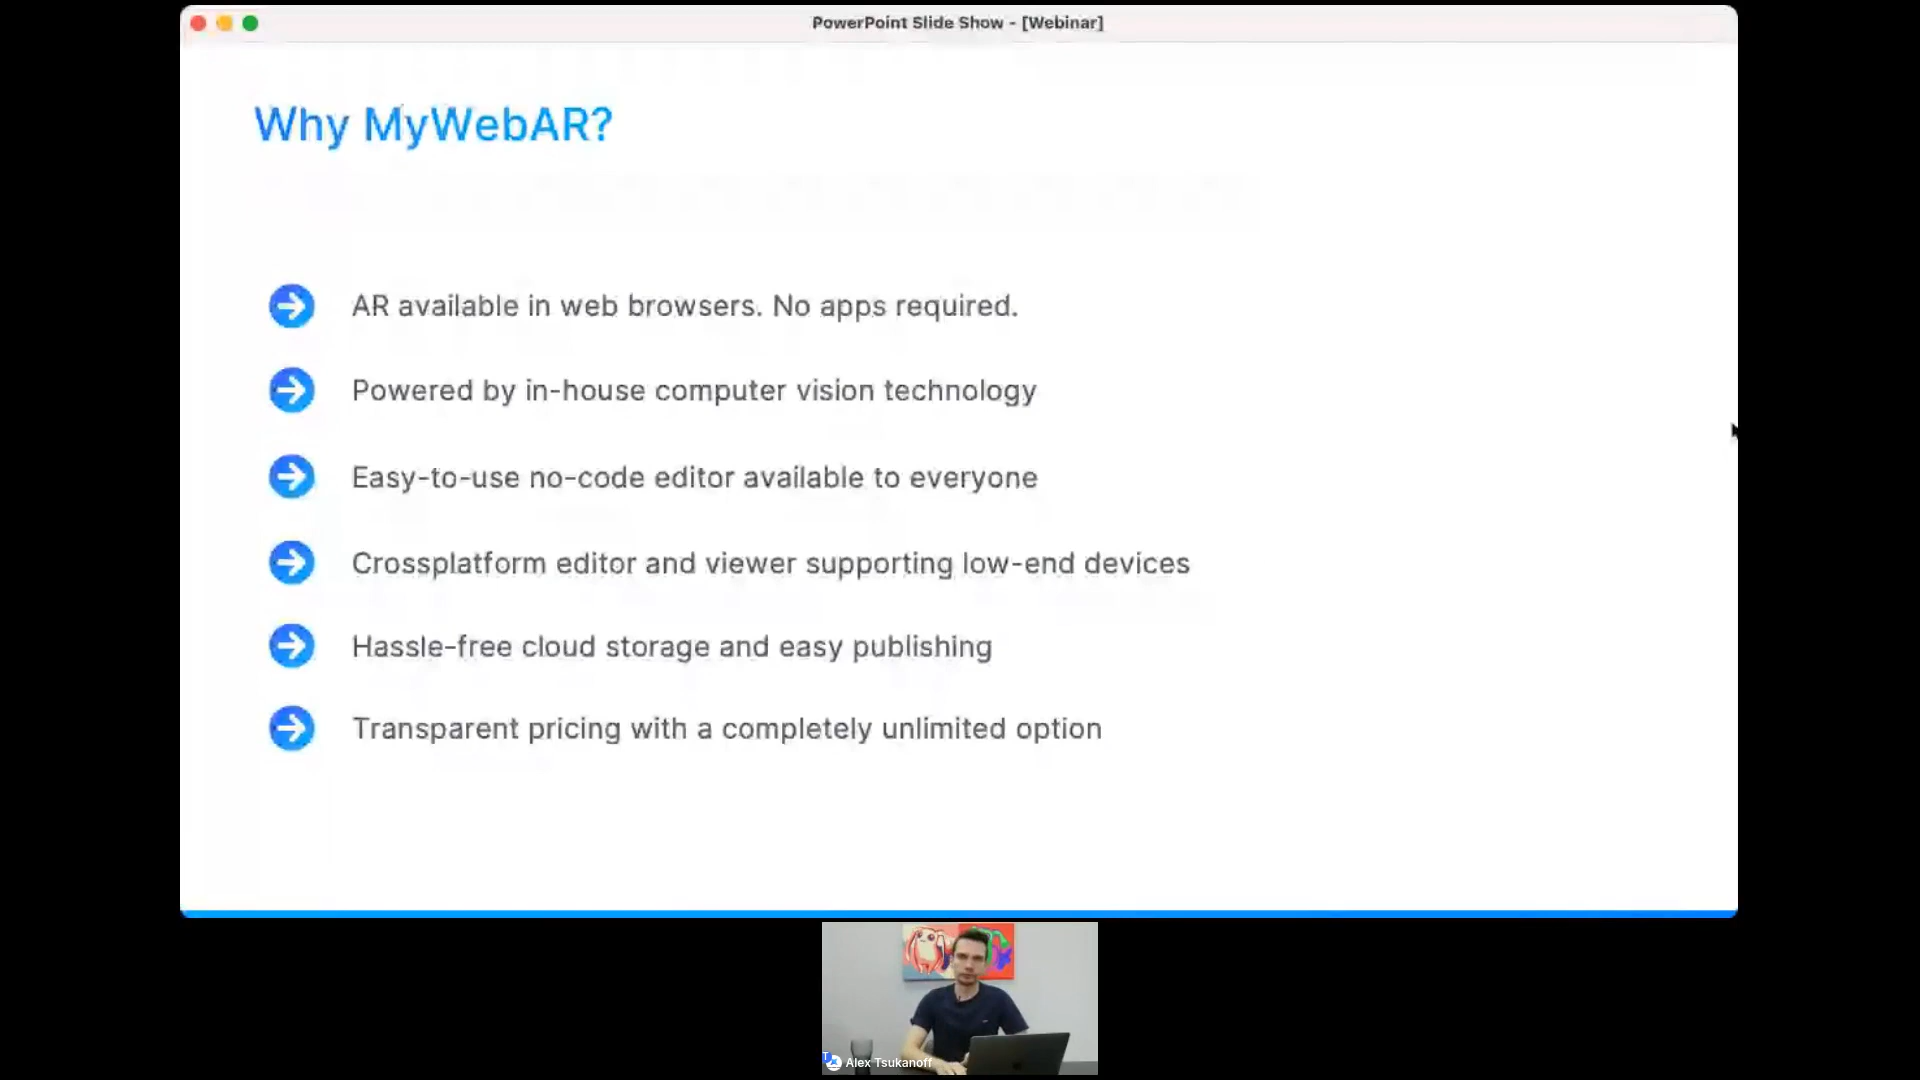 PowerPoint Slide Show - [Webinar]
Why MyWebAR?
AR available in web browsers. No apps required.
Powered by in-house computer vision technology
Easy-to-use no-code editor available to everyone
Crossplatform editor and viewer supporting low-end devices
Hassle-free cloud storage and easy publishing
Transparent pricing with a completely unlimited option
Alex Tsukanoff